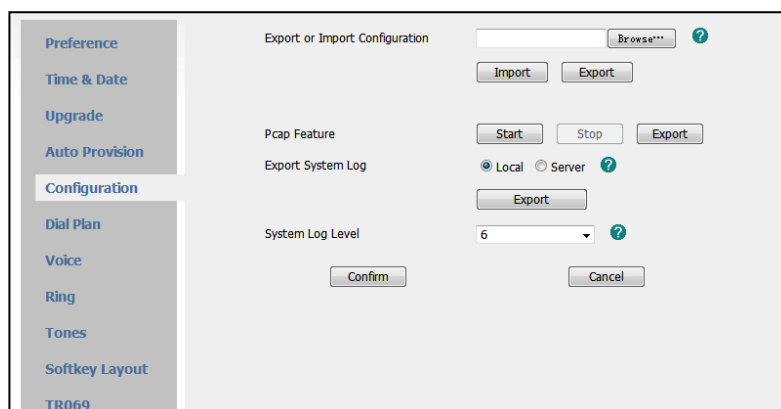 Preference
Time & Date
Upgrade
Auto Provision
Configuration
Dial Plan
Voice
Ring
Tones
Softkey Layout
TR069
Export or Import Configuration Browse... ?
Import Export
Pcap Feature Start Stop Export
Export System Log Local Server ?
Export
System Log Level 6 ?
Confirm Cancel